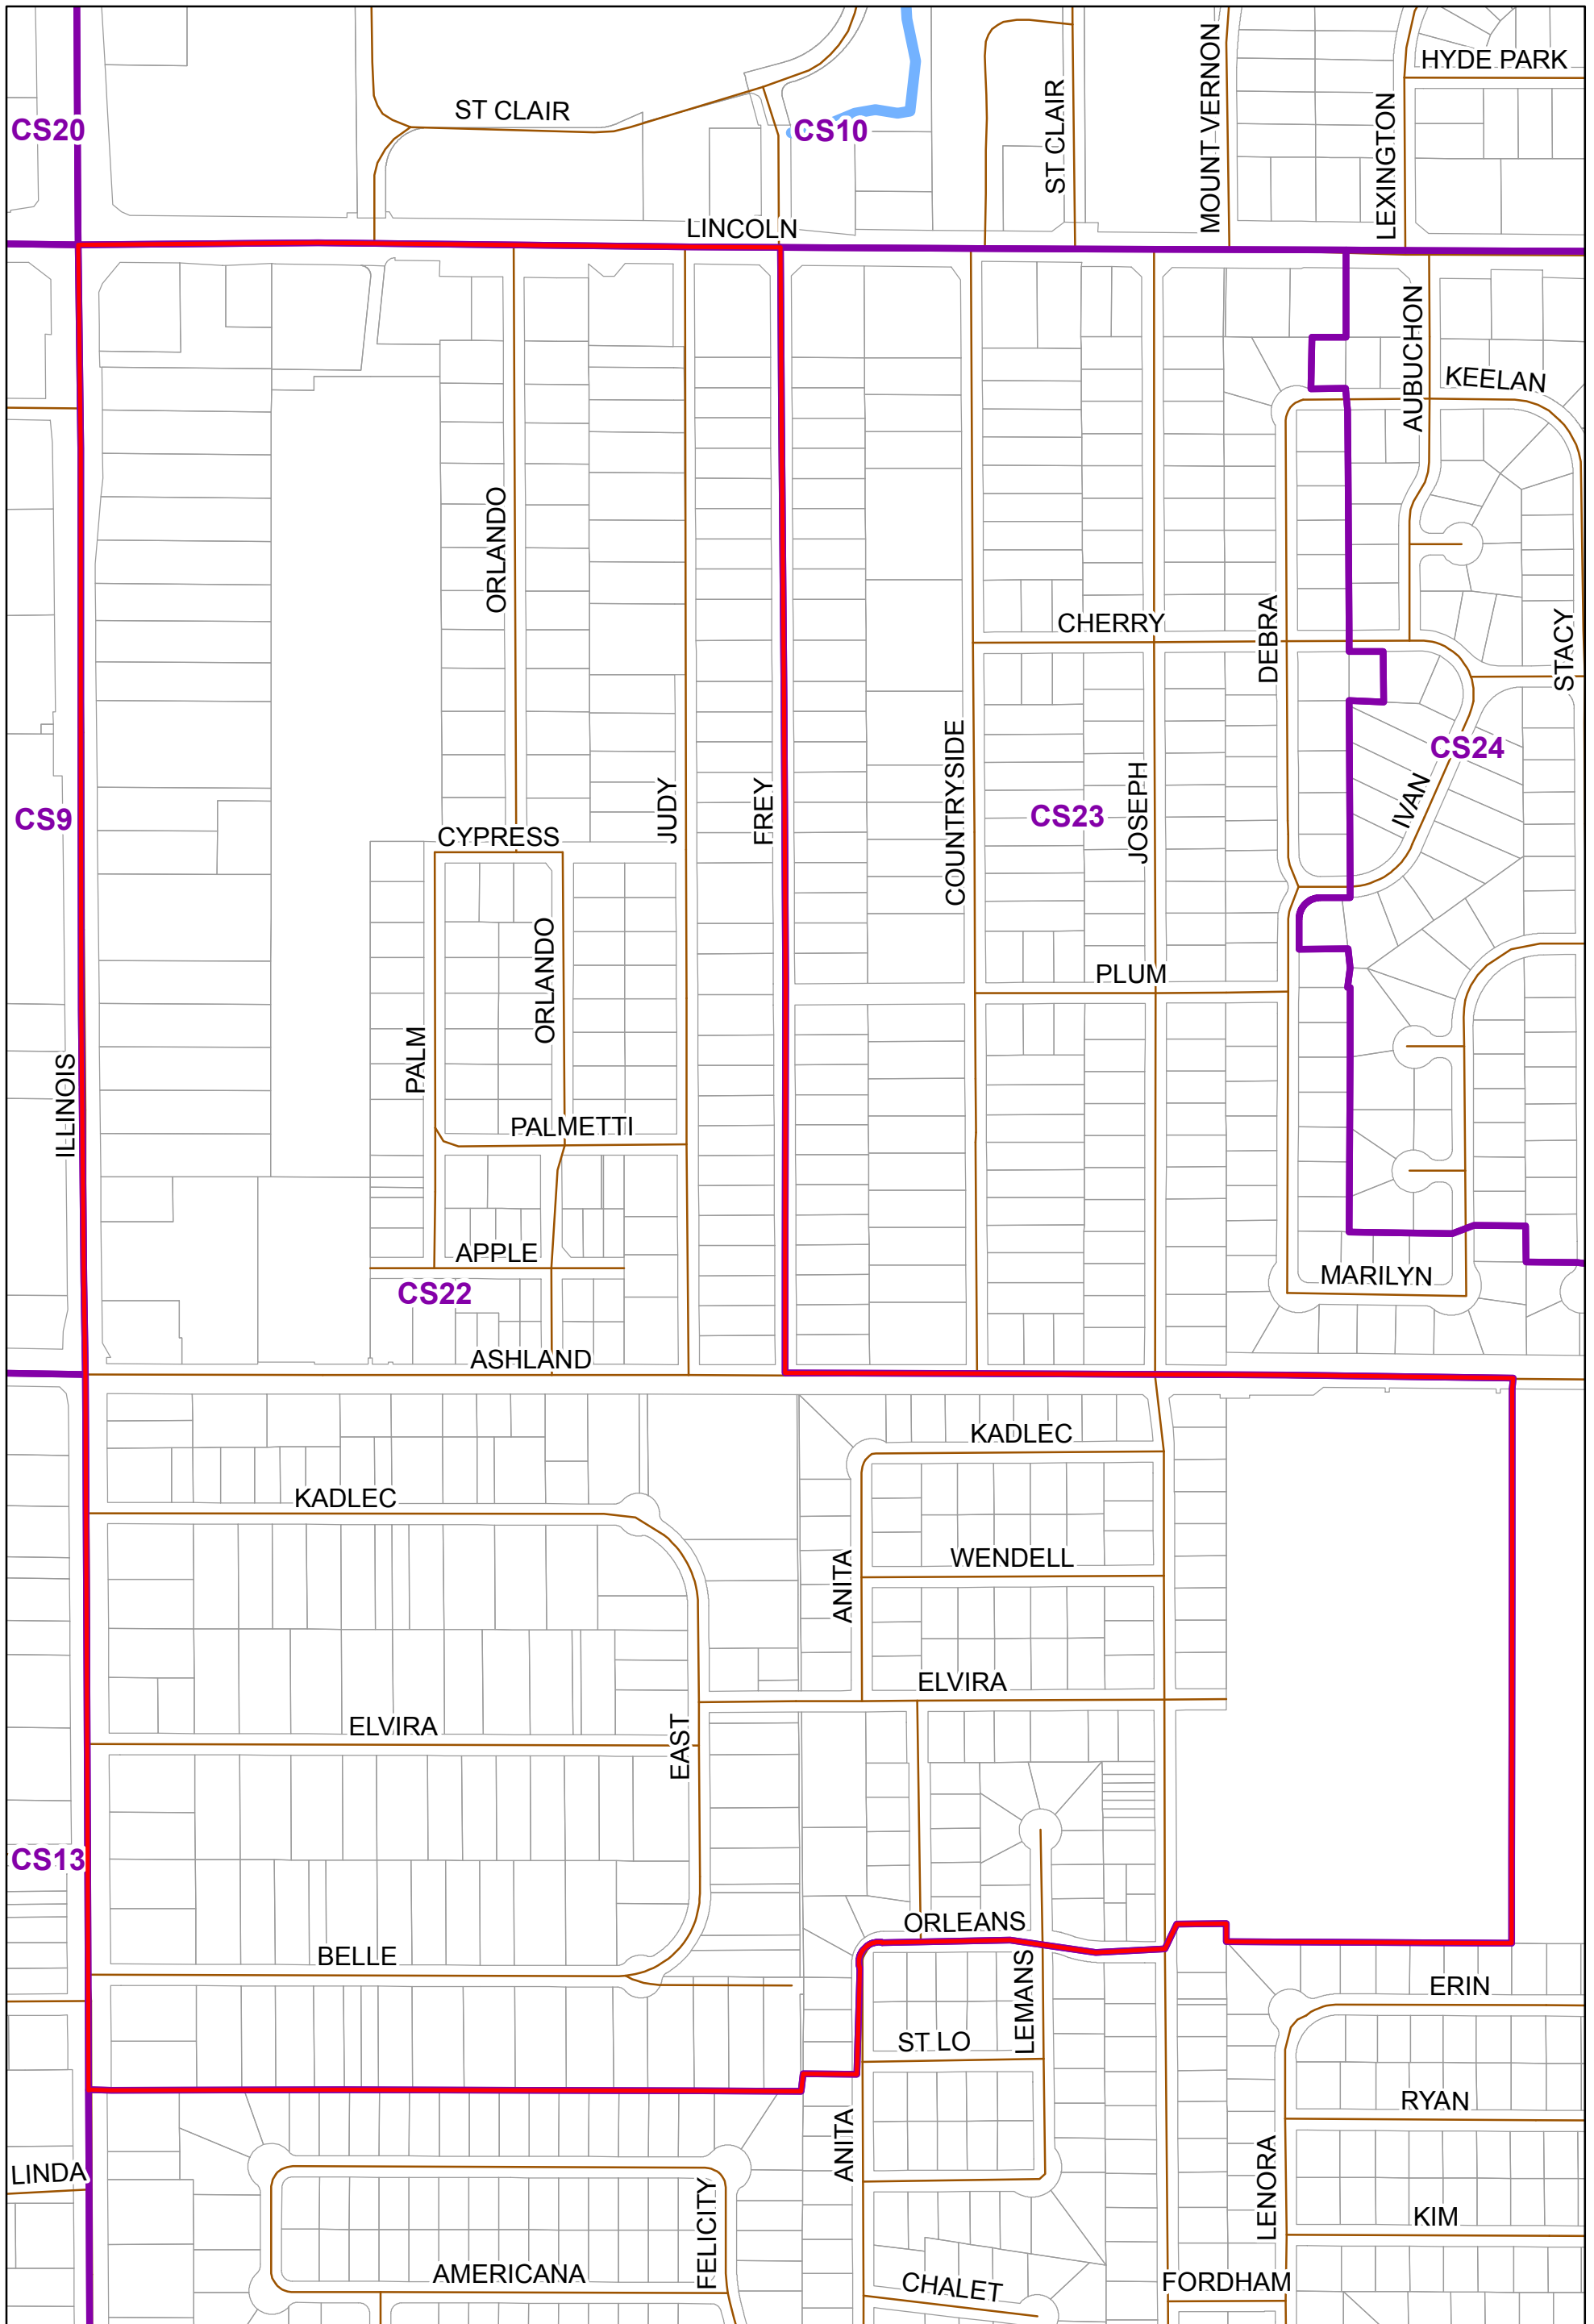 HYDE PARK
ST CLAIR
CS20
CS10
ST CLAIR
MOUNT VERNON
LEXINGTON
LINCOLN
AUBUCHON
KEELAN
ORLANDO
CHERRY
DEBRA
STACY
CS24
COUNTRYSIDE
JUDY
FREY
CS9
CS23
JOSEPH
IVAN
CYPRESS
ORLANDO
PLUM
PALM
ILLINOIS
PALMETTI
APPLE
CS22
MARILYN
ASHLAND
KADLEC
KADLEC
WENDELL
ANITA
ELVIRA
ELVIRA
EAST
CS13
ORLEANS
BELLE
LEMANS
ERIN
ST LO
RYAN
ANITA
LINDA
LENORA
FELICITY
KIM
AMERICANA
CHALET
FORDHAM